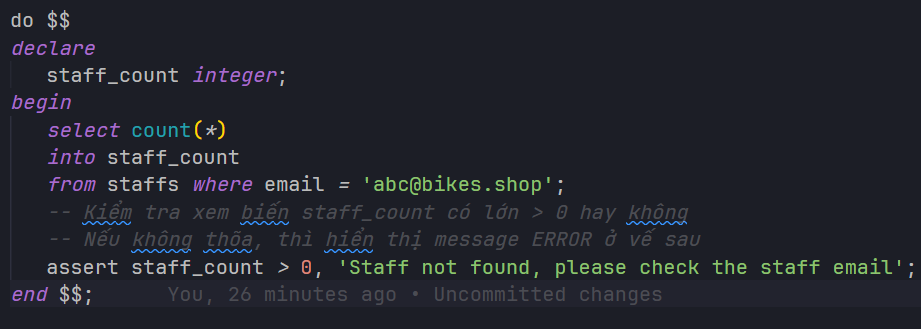 do $$
declare
staff_count integer;
begin
select count(*)
into staff_count
from staffs where email = 'abc@bikes.shop';
-- Kiểm tra xem biến staff_count có lớn > 0 hay không
-- Nếu không thõa, thì hiển thị message ERROR ở vế sau
assert staff_count > 0, 'Staff not found, please check the staff email';
end $$; You, 26 minutes ago • Uncommitted changes